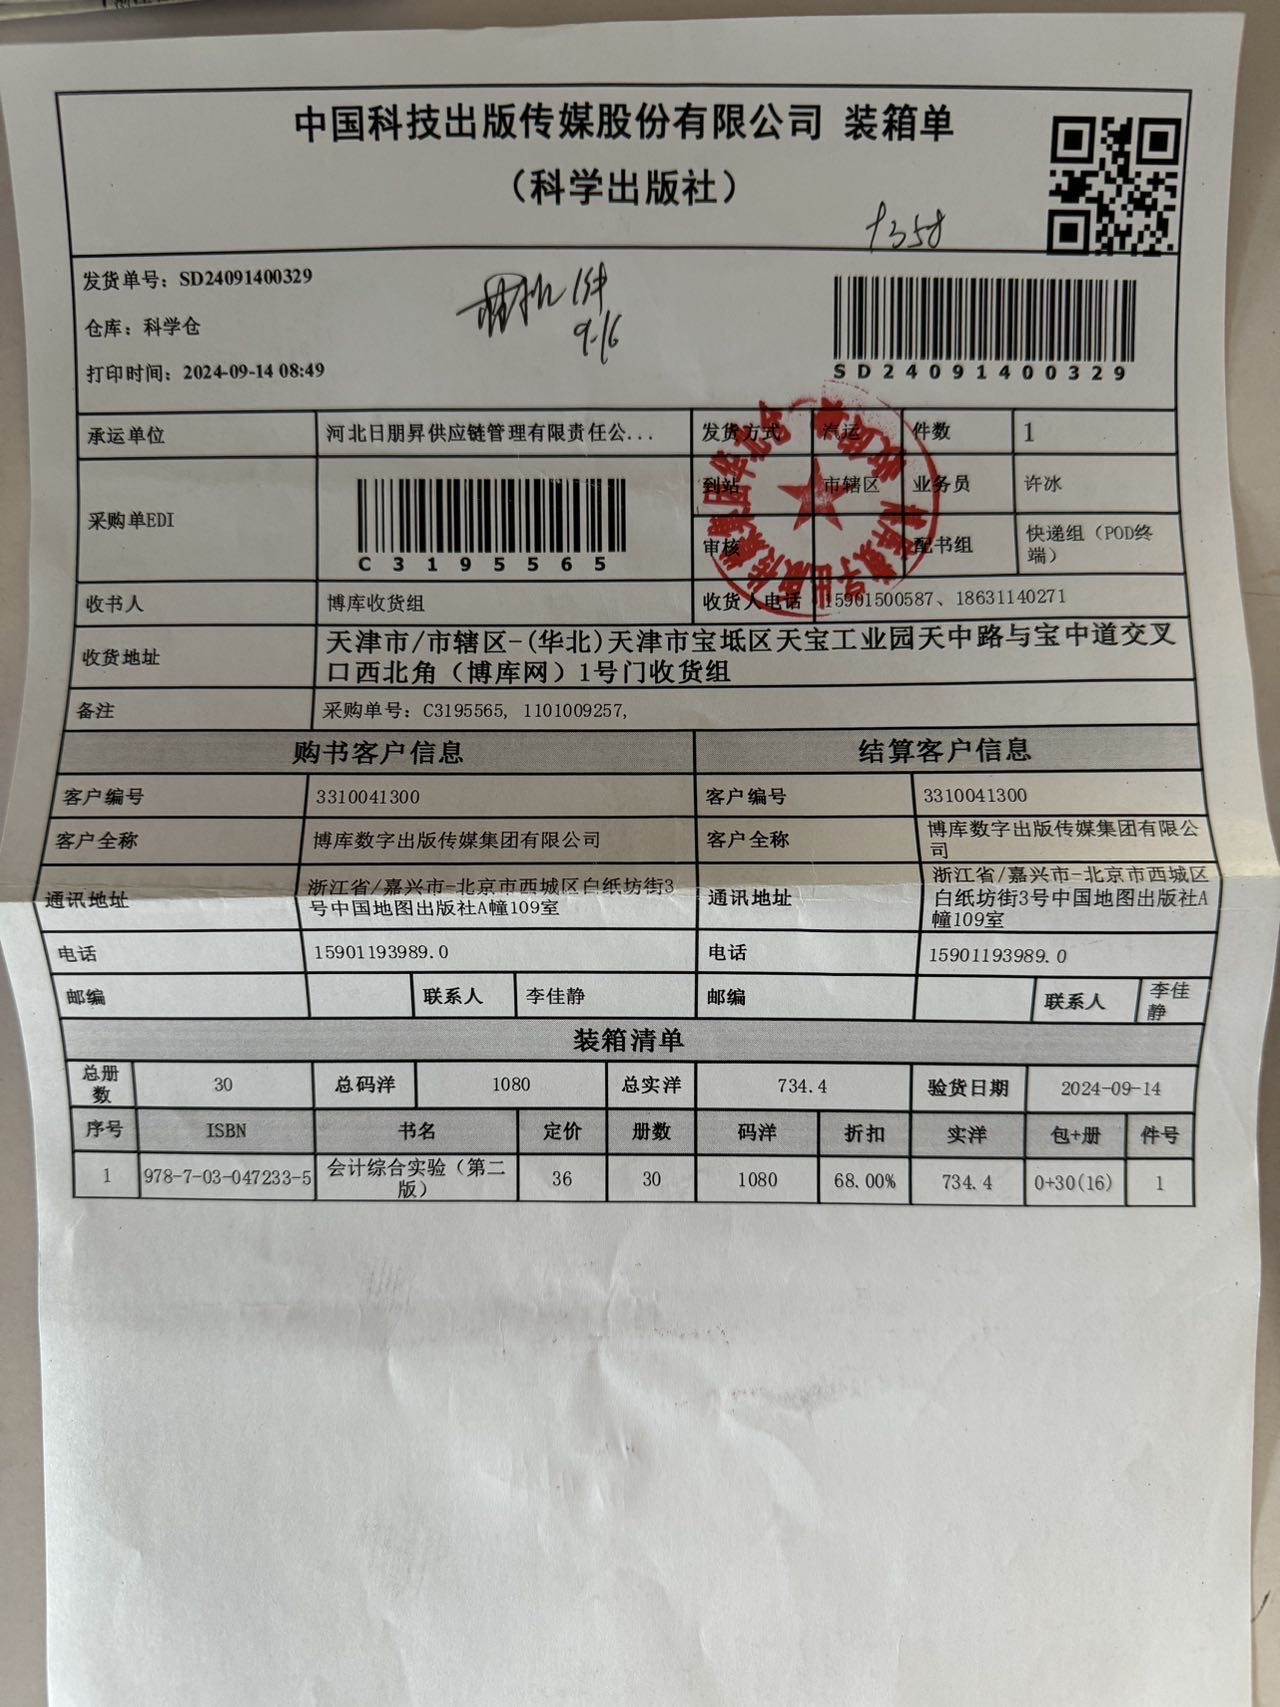 中国科技出版传媒股份有限公司 装箱单
（科学出版社）
发货单号：SD24091400329
仓库：科学仓
打印时间：2024-09-14 08:49
9.16
SD24091400329
承运单位 河北日朋昇供应链管理有限责任公... 发货方式 汽运 件数 1
采购单EDI C3195565 到站 市辖区 业务员 许冰
审核 配书组 快递组（POD终
端）
收书人 博库收货组 收货人电话 15901500587、18631140271
收货地址 天津市/市辖区-(华北)天津市宝坻区天宝工业园天中路与宝中道交叉
口西北角（博库网）1号门收货组
备注 采购单号：C3195565, 1101009257,
购书客户信息 结算客户信息
客户编号 3310041300 客户编号 3310041300
客户全称 博库数字出版传媒集团有限公司 客户全称 博库数字出版传媒集团有限公
司
通讯地址 浙江省/嘉兴市-北京市西城区白纸坊街3
号中国地图出版社A幢109室
通讯地址 浙江省/嘉兴市-北京市西城区
白纸坊街3号中国地图出版社A
幢109室
电话 15901193989.0 电话 15901193989.0
邮编 联系人 李佳静 邮编 联系人 李佳
静
装箱清单
总册
数 30 总码洋 1080 总实洋 734.4 验货日期 2024-09-14
序号 ISBN 书名 定价 册数 码洋 折扣 实洋 包+册 件号
1 978-7-03-047233-5 会计综合实验（第二
版） 36 30 1080 68.00% 734.4 0+30(16) 1